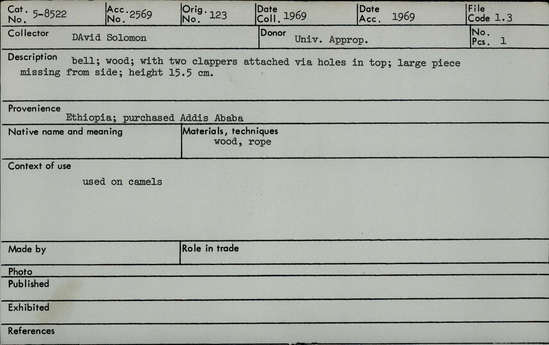 Cat. No. 5-8522 Acc. No. 2569 Orig. No. 123 Date Coll. 1969 Date Acc. 1969 File Code 1.3
Collector DAvid Solomon Donor Univ. Approp. No. Pcs. 1
Description bell; wood; with two clappers attached via holes in top; large piece
missing from side; height 15.5 cm.
Provenience
Ethiopia; purchased Addis Ababa
Native name and meaning Materials, techniques
wood, rope
Context of use
used on camels
Made by Role in trade
Photo
Published
Exhibited
References